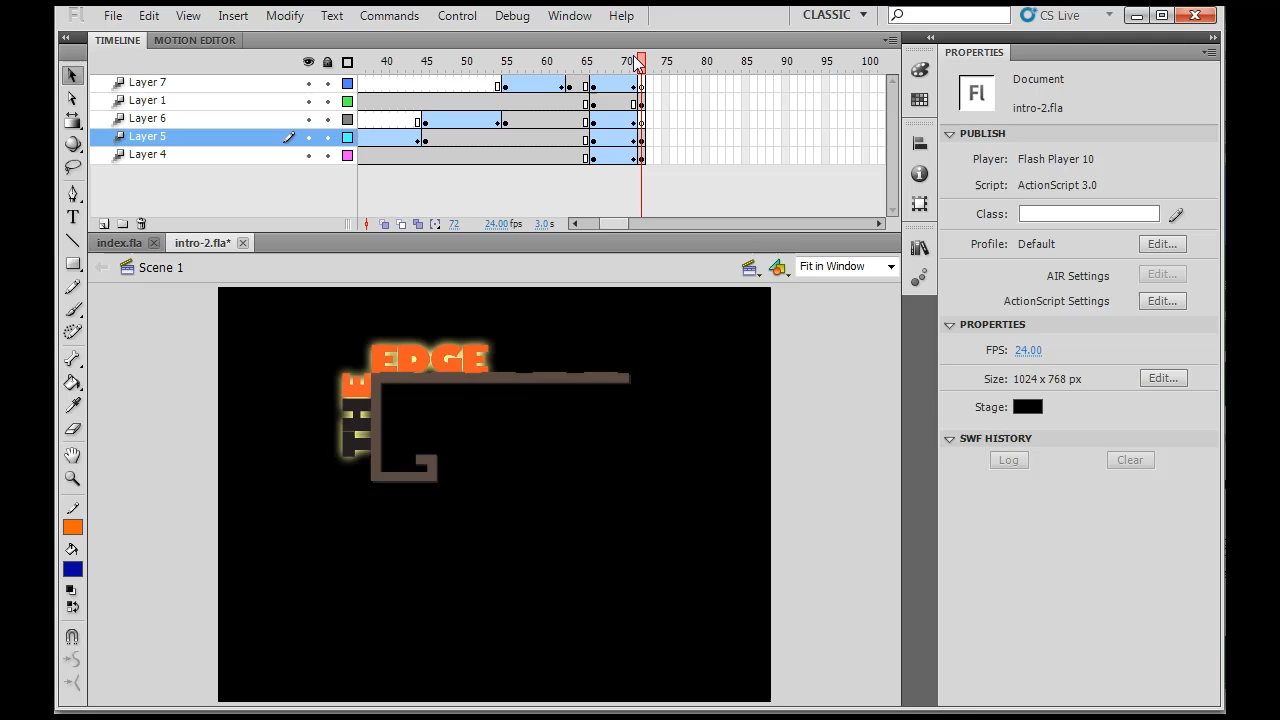 Fl File Edit View Insert Modify Text Commands Control Debug Window Help CLASSIC CS Live
TIMELINE MOTION EDITOR
40 45 50 55 60 65 70 75 80 85 90 95 100
Layer 7
Layer 1
Layer 6
Layer 5
Layer 4
72 24.00 fps 3.0 s
index.fla intro-2.fla*
Scene 1 Fit in Window
EDGE
THE
PROPERTIES
Fl
Document
intro-2.fla
PUBLISH
Player: Flash Player 10
Script: ActionScript 3.0
Class:
Profile: Default Edit...
AIR Settings Edit...
ActionScript Settings Edit...
PROPERTIES
FPS: 24.00
Size: 1024 x 768 px Edit...
Stage:
SWF HISTORY
Log Clear